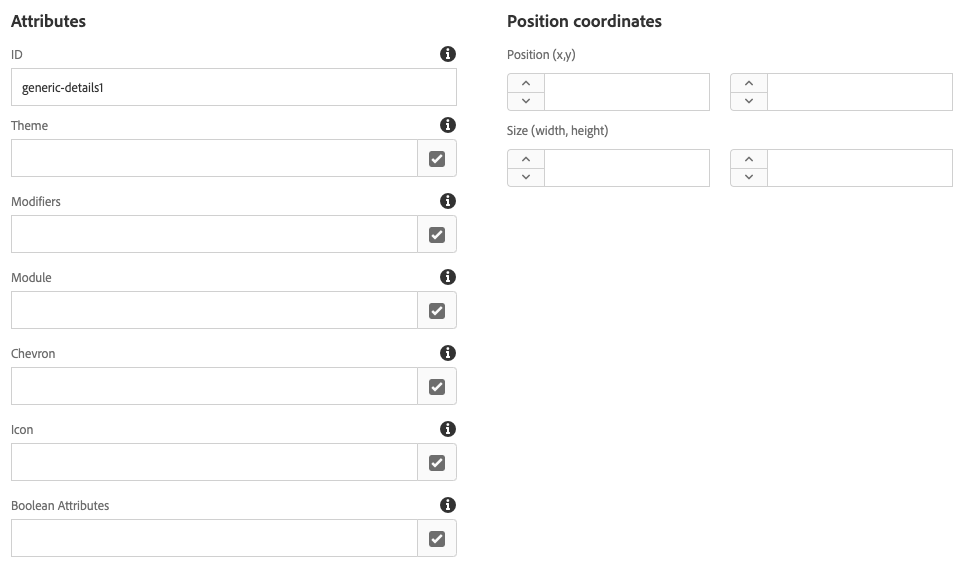 Attributes
ID
generic-details1
Theme
Modifiers
Module
Chevron
Icon
Boolean Attributes
Position coordinates
Position (x,y)
Size (width, height)